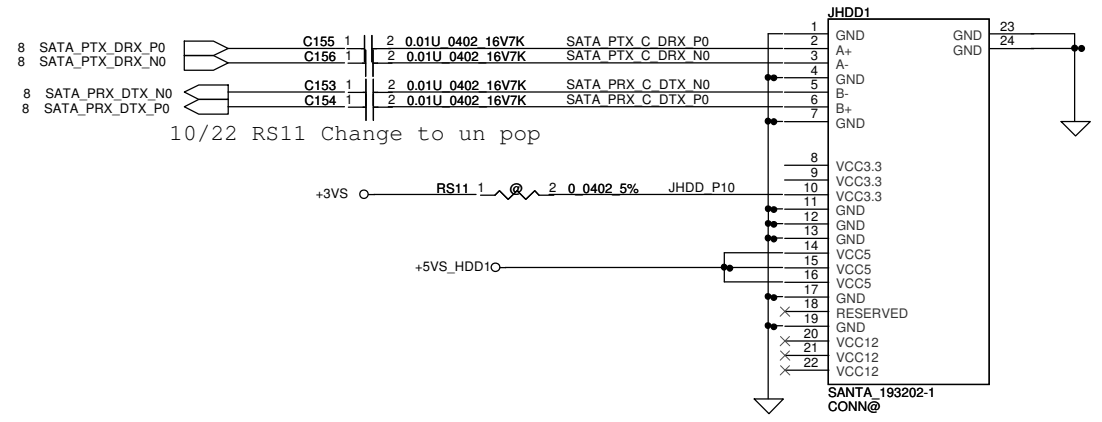 JHDD1
8 SATA_PTX_DRX_P0 C155 1 2 0.01U_0402_16V7K SATA_PTX_C_DRX_P0
8 SATA_PTX_DRX_N0 C156 1 2 0.01U_0402_16V7K SATA_PTX_C_DRX_N0
8 SATA_PRX_DTX_N0 C153 1 2 0.01U_0402_16V7K SATA_PRX_C_DTX_N0
8 SATA_PRX_DTX_P0 C154 1 2 0.01U_0402_16V7K SATA_PRX_C_DTX_P0
10/22 RS11 Change to un pop
+3VS RS11 1 @ 2 0_0402_5% JHDD_P10
+5VS_HDD1
1 GND
2 A+
3 A-
4 GND
5 B-
6 B+
7 GND
8 VCC3.3
9 VCC3.3
10 VCC3.3
11 GND
12 GND
13 GND
14 VCC5
15 VCC5
16 VCC5
17 GND
18 RESERVED
19 GND
20 VCC12
21 VCC12
22 VCC12
GND 23
GND 24
SANTA_193202-1
CONN@